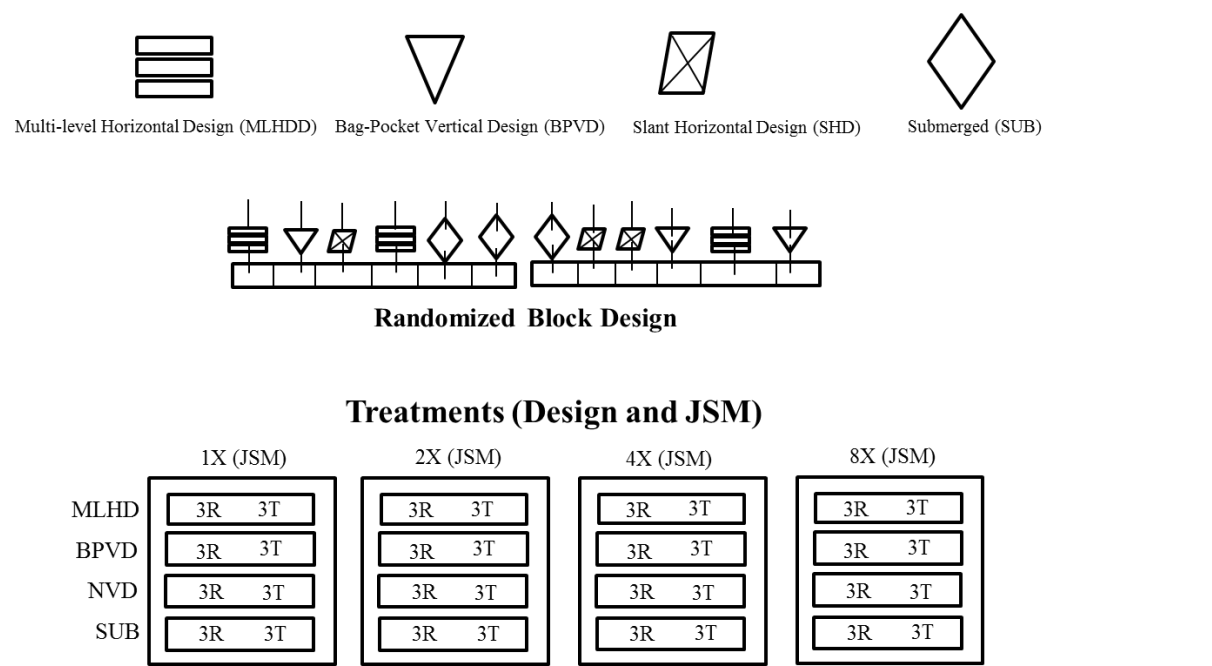 Multi-level Horizontal Design (MLHDD) Bag-Pocket Vertical Design (BPVD) Slant Horizontal Design (SHD) Submerged (SUB)
Randomized Block Design
Treatments (Design and JSM)
1X (JSM) 2X (JSM) 4X (JSM) 8X (JSM)
MLHD 3R 3T 3R 3T 3R 3T 3R 3T
BPVD 3R 3T 3R 3T 3R 3T 3R 3T
NVD 3R 3T 3R 3T 3R 3T 3R 3T
SUB 3R 3T 3R 3T 3R 3T 3R 3T